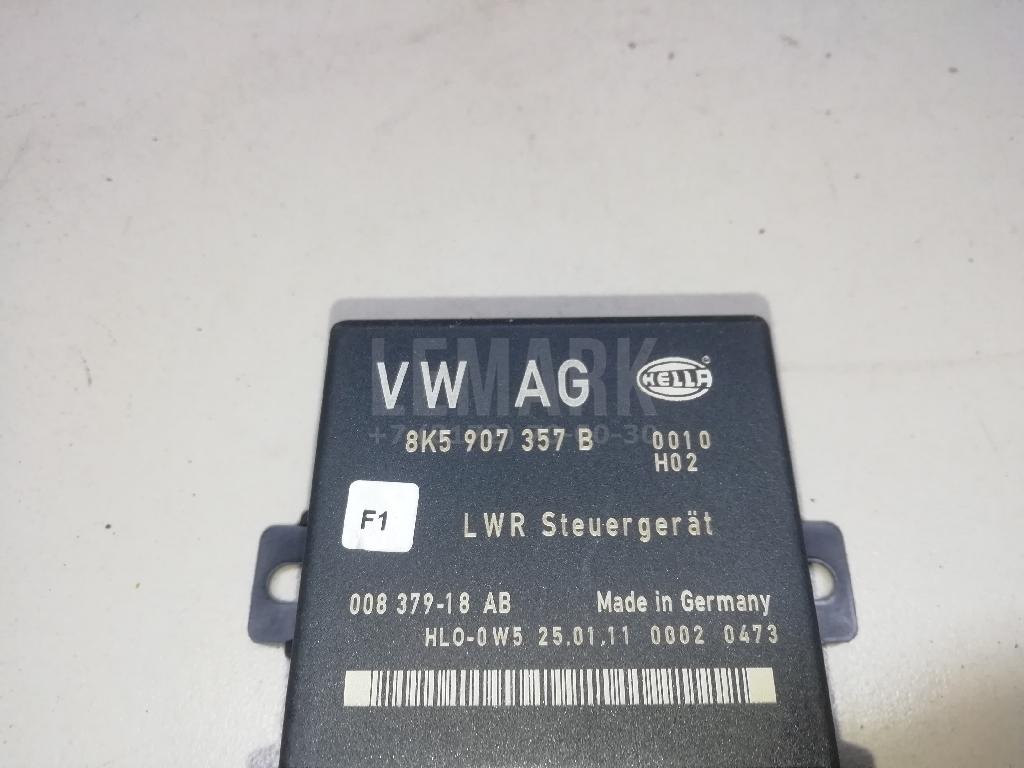 LEMARK
VW AG HELLA ®
8K5 907 357 B 0010
H02
F1 LWR Steuergerät
008 379-18 AB Made in Germany
HLO-0W5 25.01.11 0002 0473